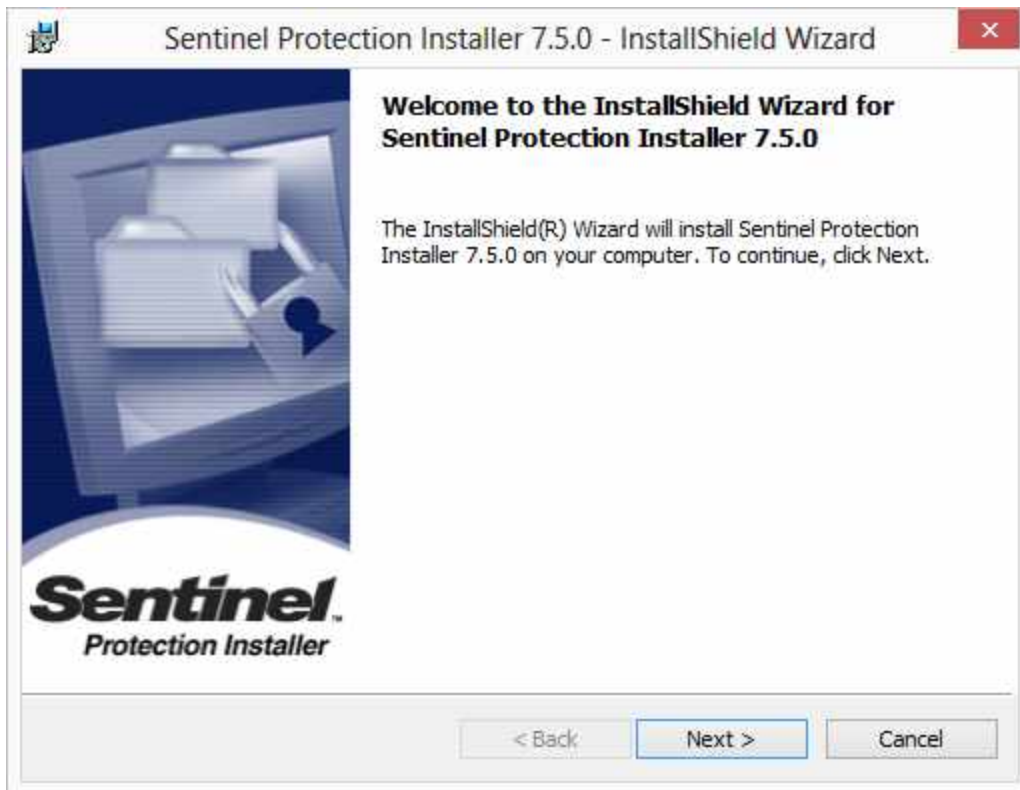 Sentinel Protection Installer 7.5.0 - InstallShield Wizard
Welcome to the InstallShield Wizard for
Sentinel Protection Installer 7.5.0
The InstallShield(R) Wizard will install Sentinel Protection
Installer 7.5.0 on your computer. To continue, click Next.
Sentinel™
Protection Installer
< Back
Next >
Cancel